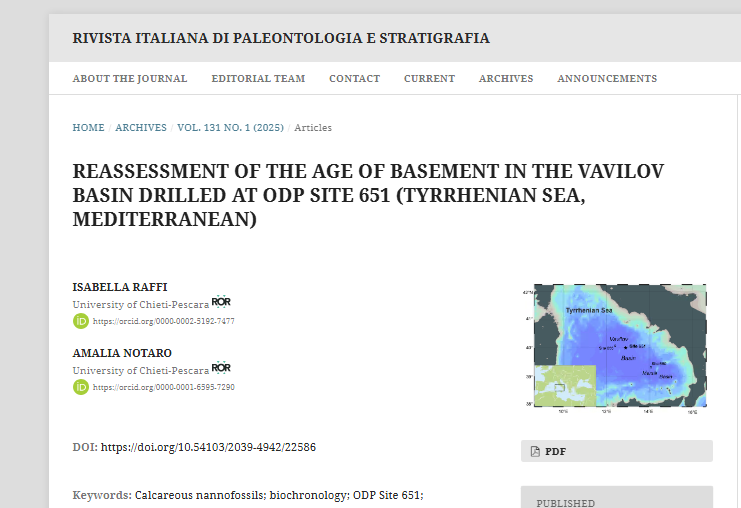 RIVISTA ITALIANA DI PALEONTOLOGIA E STRATIGRAFIA
ABOUT THE JOURNAL EDITORIAL TEAM CONTACT CURRENT ARCHIVES ANNOUNCEMENTS
HOME / ARCHIVES / VOL. 131 NO. 1 (2025) / Articles
REASSESSMENT OF THE AGE OF BASEMENT IN THE VAVILOV
BASIN DRILLED AT ODP SITE 651 (TYRRHENIAN SEA,
MEDITERRANEAN)
ISABELLA RAFFI
University of Chieti-Pescara ROR
iD https://orcid.org/0000-0002-5192-7477
AMALIA NOTARO
University of Chieti-Pescara ROR
iD https://orcid.org/0000-0001-6595-7290
Tyrrhenian Sea
Vavilov
Site 651
Basin
DOI: https://doi.org/10.54103/2039-4942/22586
PDF
Keywords: Calcareous nannofossils; biochronology; ODP Site 651;
PUBLISHED